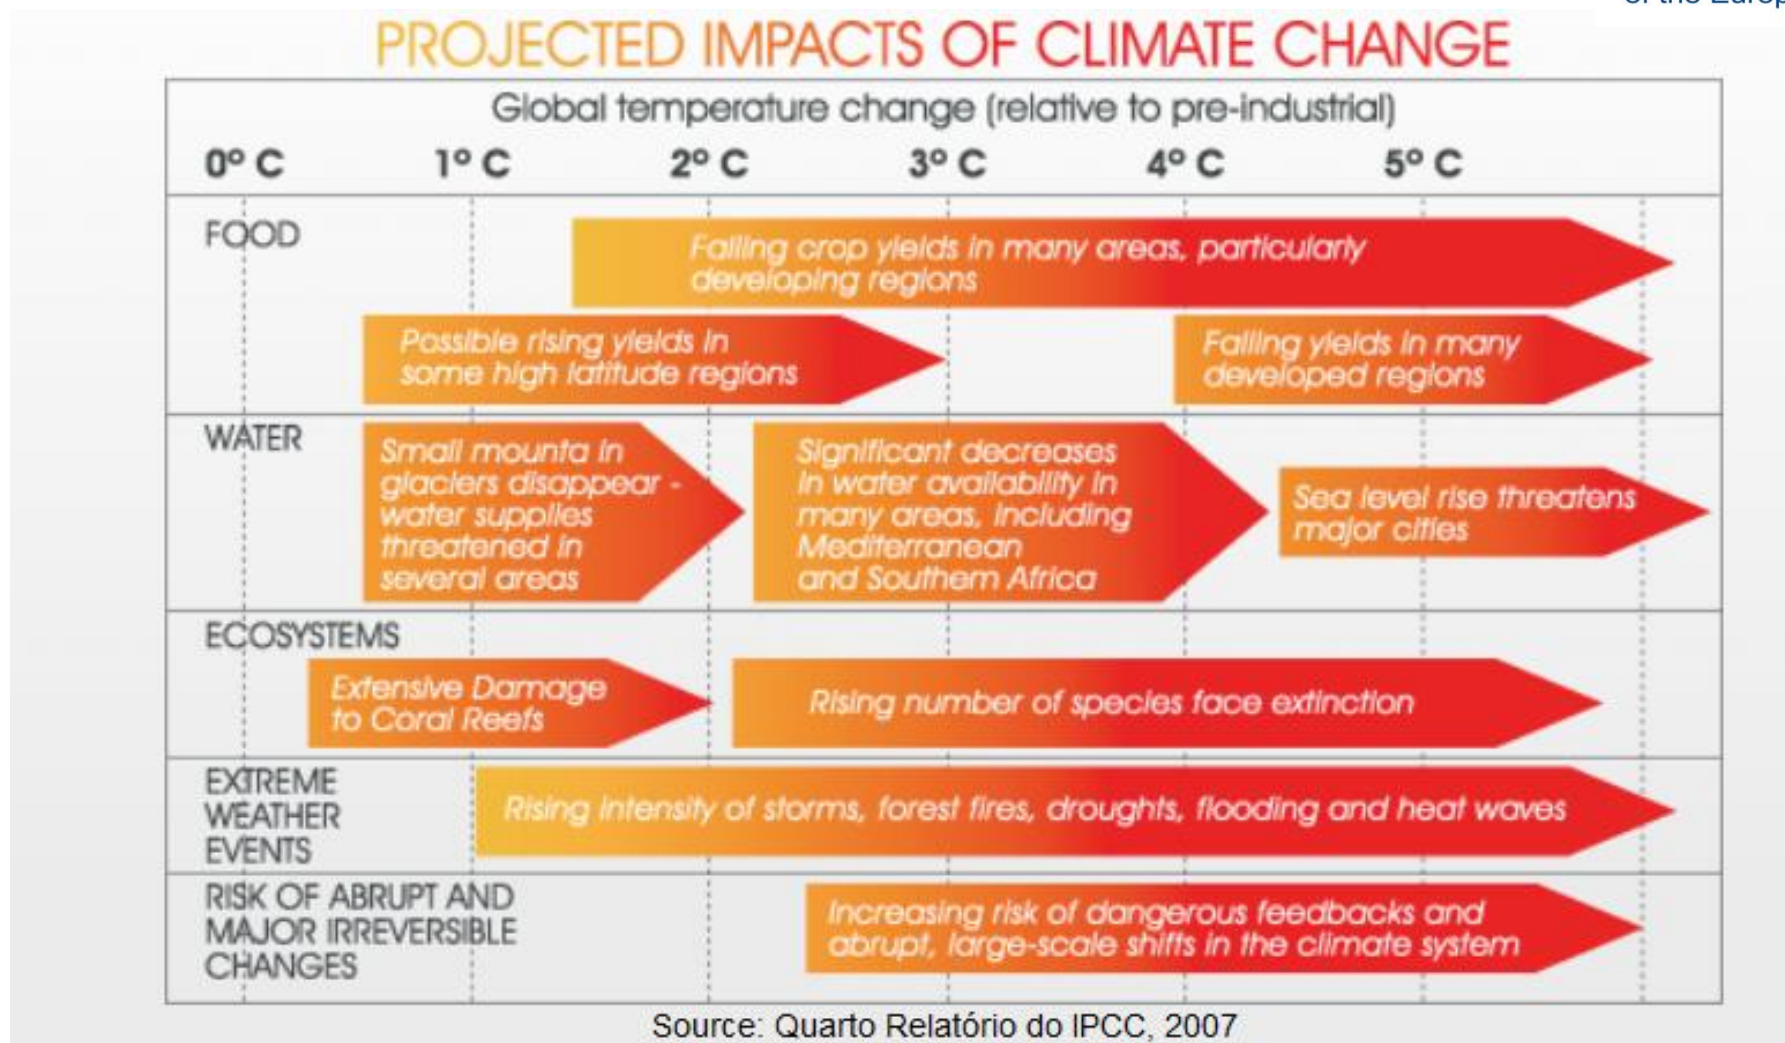 of the Europ
PROJECTED IMPACTS OF CLIMATE CHANGE
Global temperature change (relative to pre-industrial)
0° C 1° C 2° C 3° C 4° C 5° C
FOOD
Falling crop yields in many areas, particularly
developing regions
Possible rising yields in
some high latitude regions
Falling yields in many
developed regions
WATER
Small mounta in
glaciers disappear -
water supplies
threatened in
several areas
Significant decreases
in water availability in
many areas, including
Mediterranean
and Southern Africa
Sea level rise threatens
major cities
ECOSYSTEMS
Extensive Damage
to Coral Reefs
Rising number of species face extinction
EXTREME
WEATHER
EVENTS
Rising intensity of storms, forest fires, droughts, flooding and heat waves
RISK OF ABRUPT AND
MAJOR IRREVERSIBLE
CHANGES
Increasing risk of dangerous feedbacks and
abrupt, large-scale shifts in the climate system
Source: Quarto Relatório do IPCC, 2007